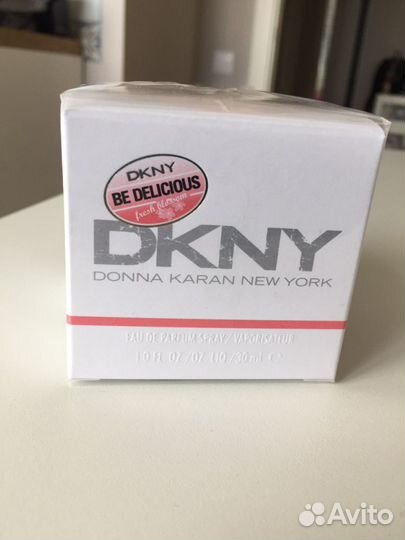 DKNY
BE DELICIOUS
fresh blossom
DKNY
DONNA KARAN NEW YORK
EAU DE PARFUM SPRAY/ VAPORISATEUR
1.0 FL OZ/OZ LIQ/30ml e
Avito